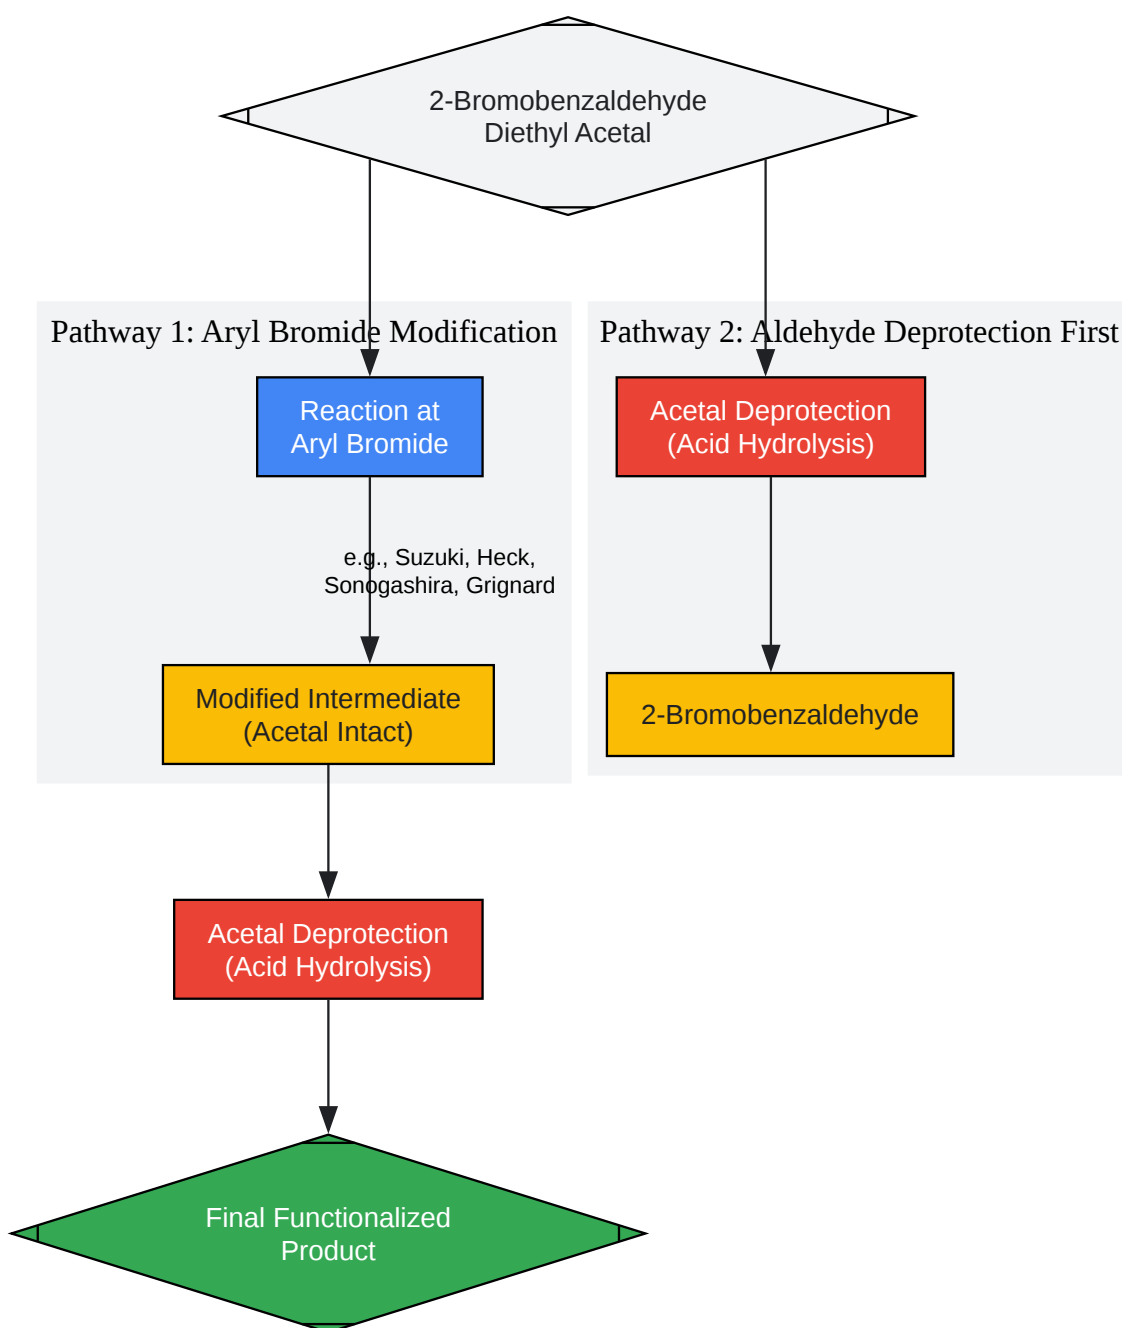 2-Bromobenzaldehyde
Diethyl Acetal
Pathway 1: Aryl Bromide Modification
Reaction at
Aryl Bromide
e.g., Suzuki, Heck,
Sonogashira, Grignard
Modified Intermediate
(Acetal Intact)
Pathway 2: Aldehyde Deprotection First
Acetal Deprotection
(Acid Hydrolysis)
2-Bromobenzaldehyde
Acetal Deprotection
(Acid Hydrolysis)
Final Functionalized
Product